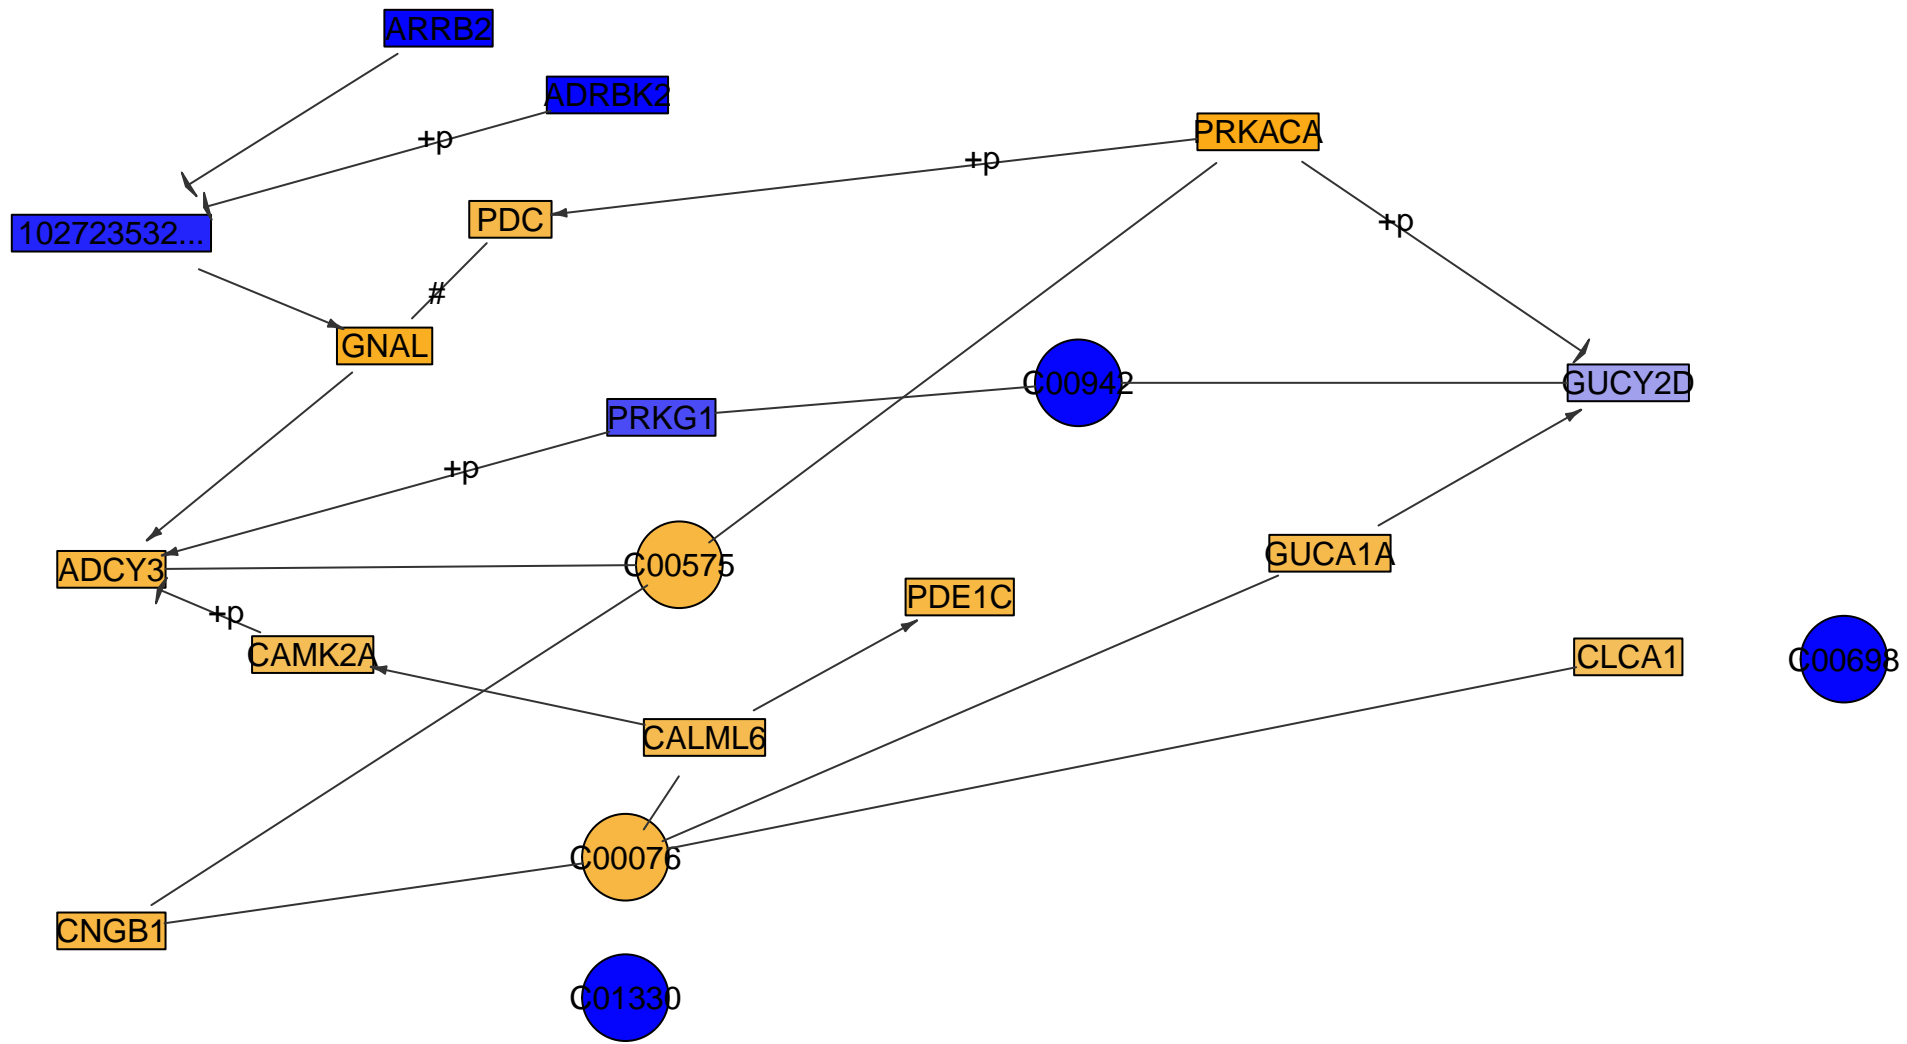 ARRB2
ADRBK2
PRKACA
+p
+p
PDC
+p
102723532...
#
GNAL
C00942
GUCY2D
PRKG1
+p
GUCA1A
C00575
ADCY3
PDE1C
+p
CAMK2A
CLCA1
C00698
CALML6
C00076
CNGB1
C01330